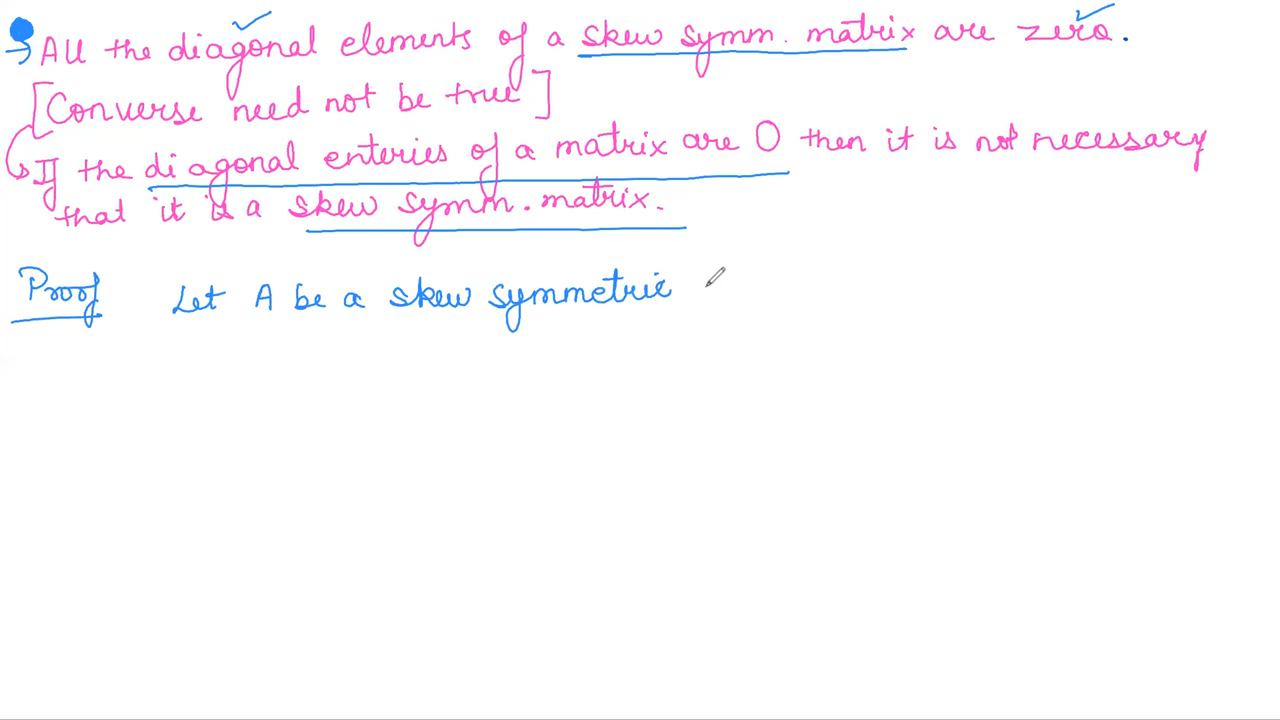 All the diagonal elements of a skew symm. matrix are zero.
[Converse need not be true]
If the diagonal enteries of a matrix are 0 then it is not necessary
that it is a skew symm. matrix.
Proof Let A be a skew symmetric